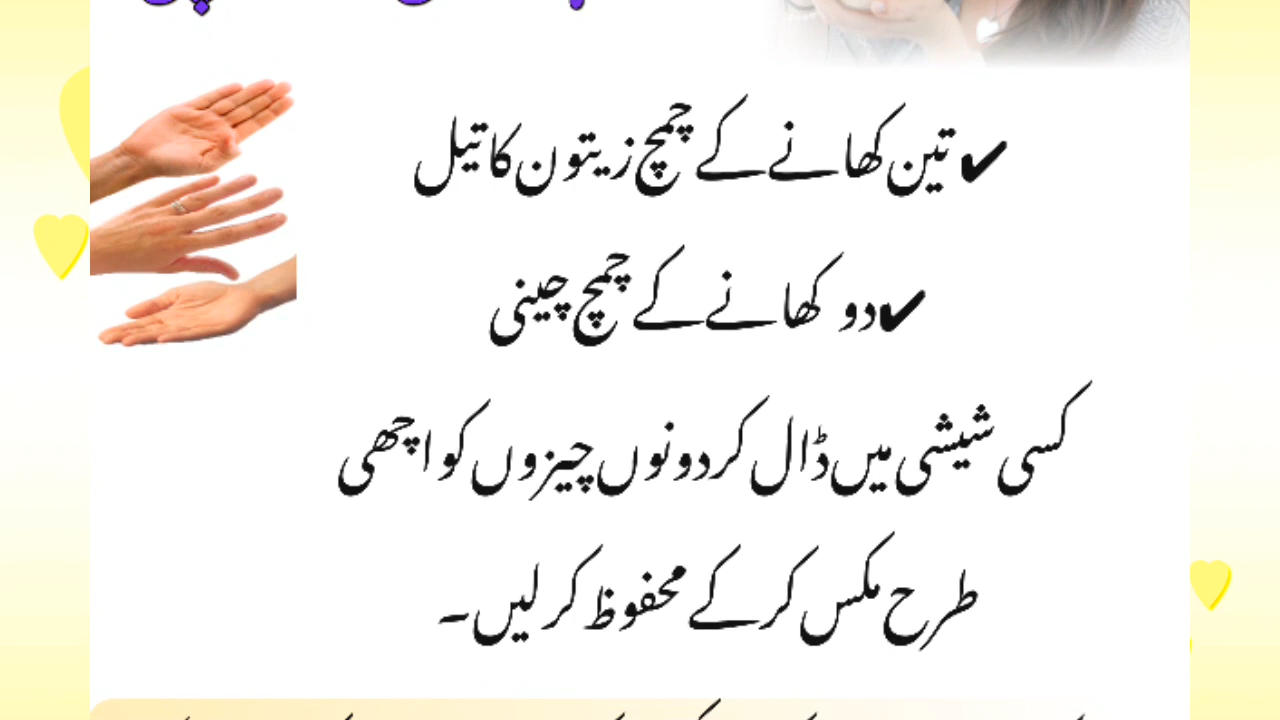 ✔ تین کھانے کے چمچ زیتون کا تیل
✔ دو کھانے کے چمچ چینی
کسی شیشی میں ڈال کر دونوں چیزوں کو اچھی
طرح مکس کر کے محفوظ کر لیں۔